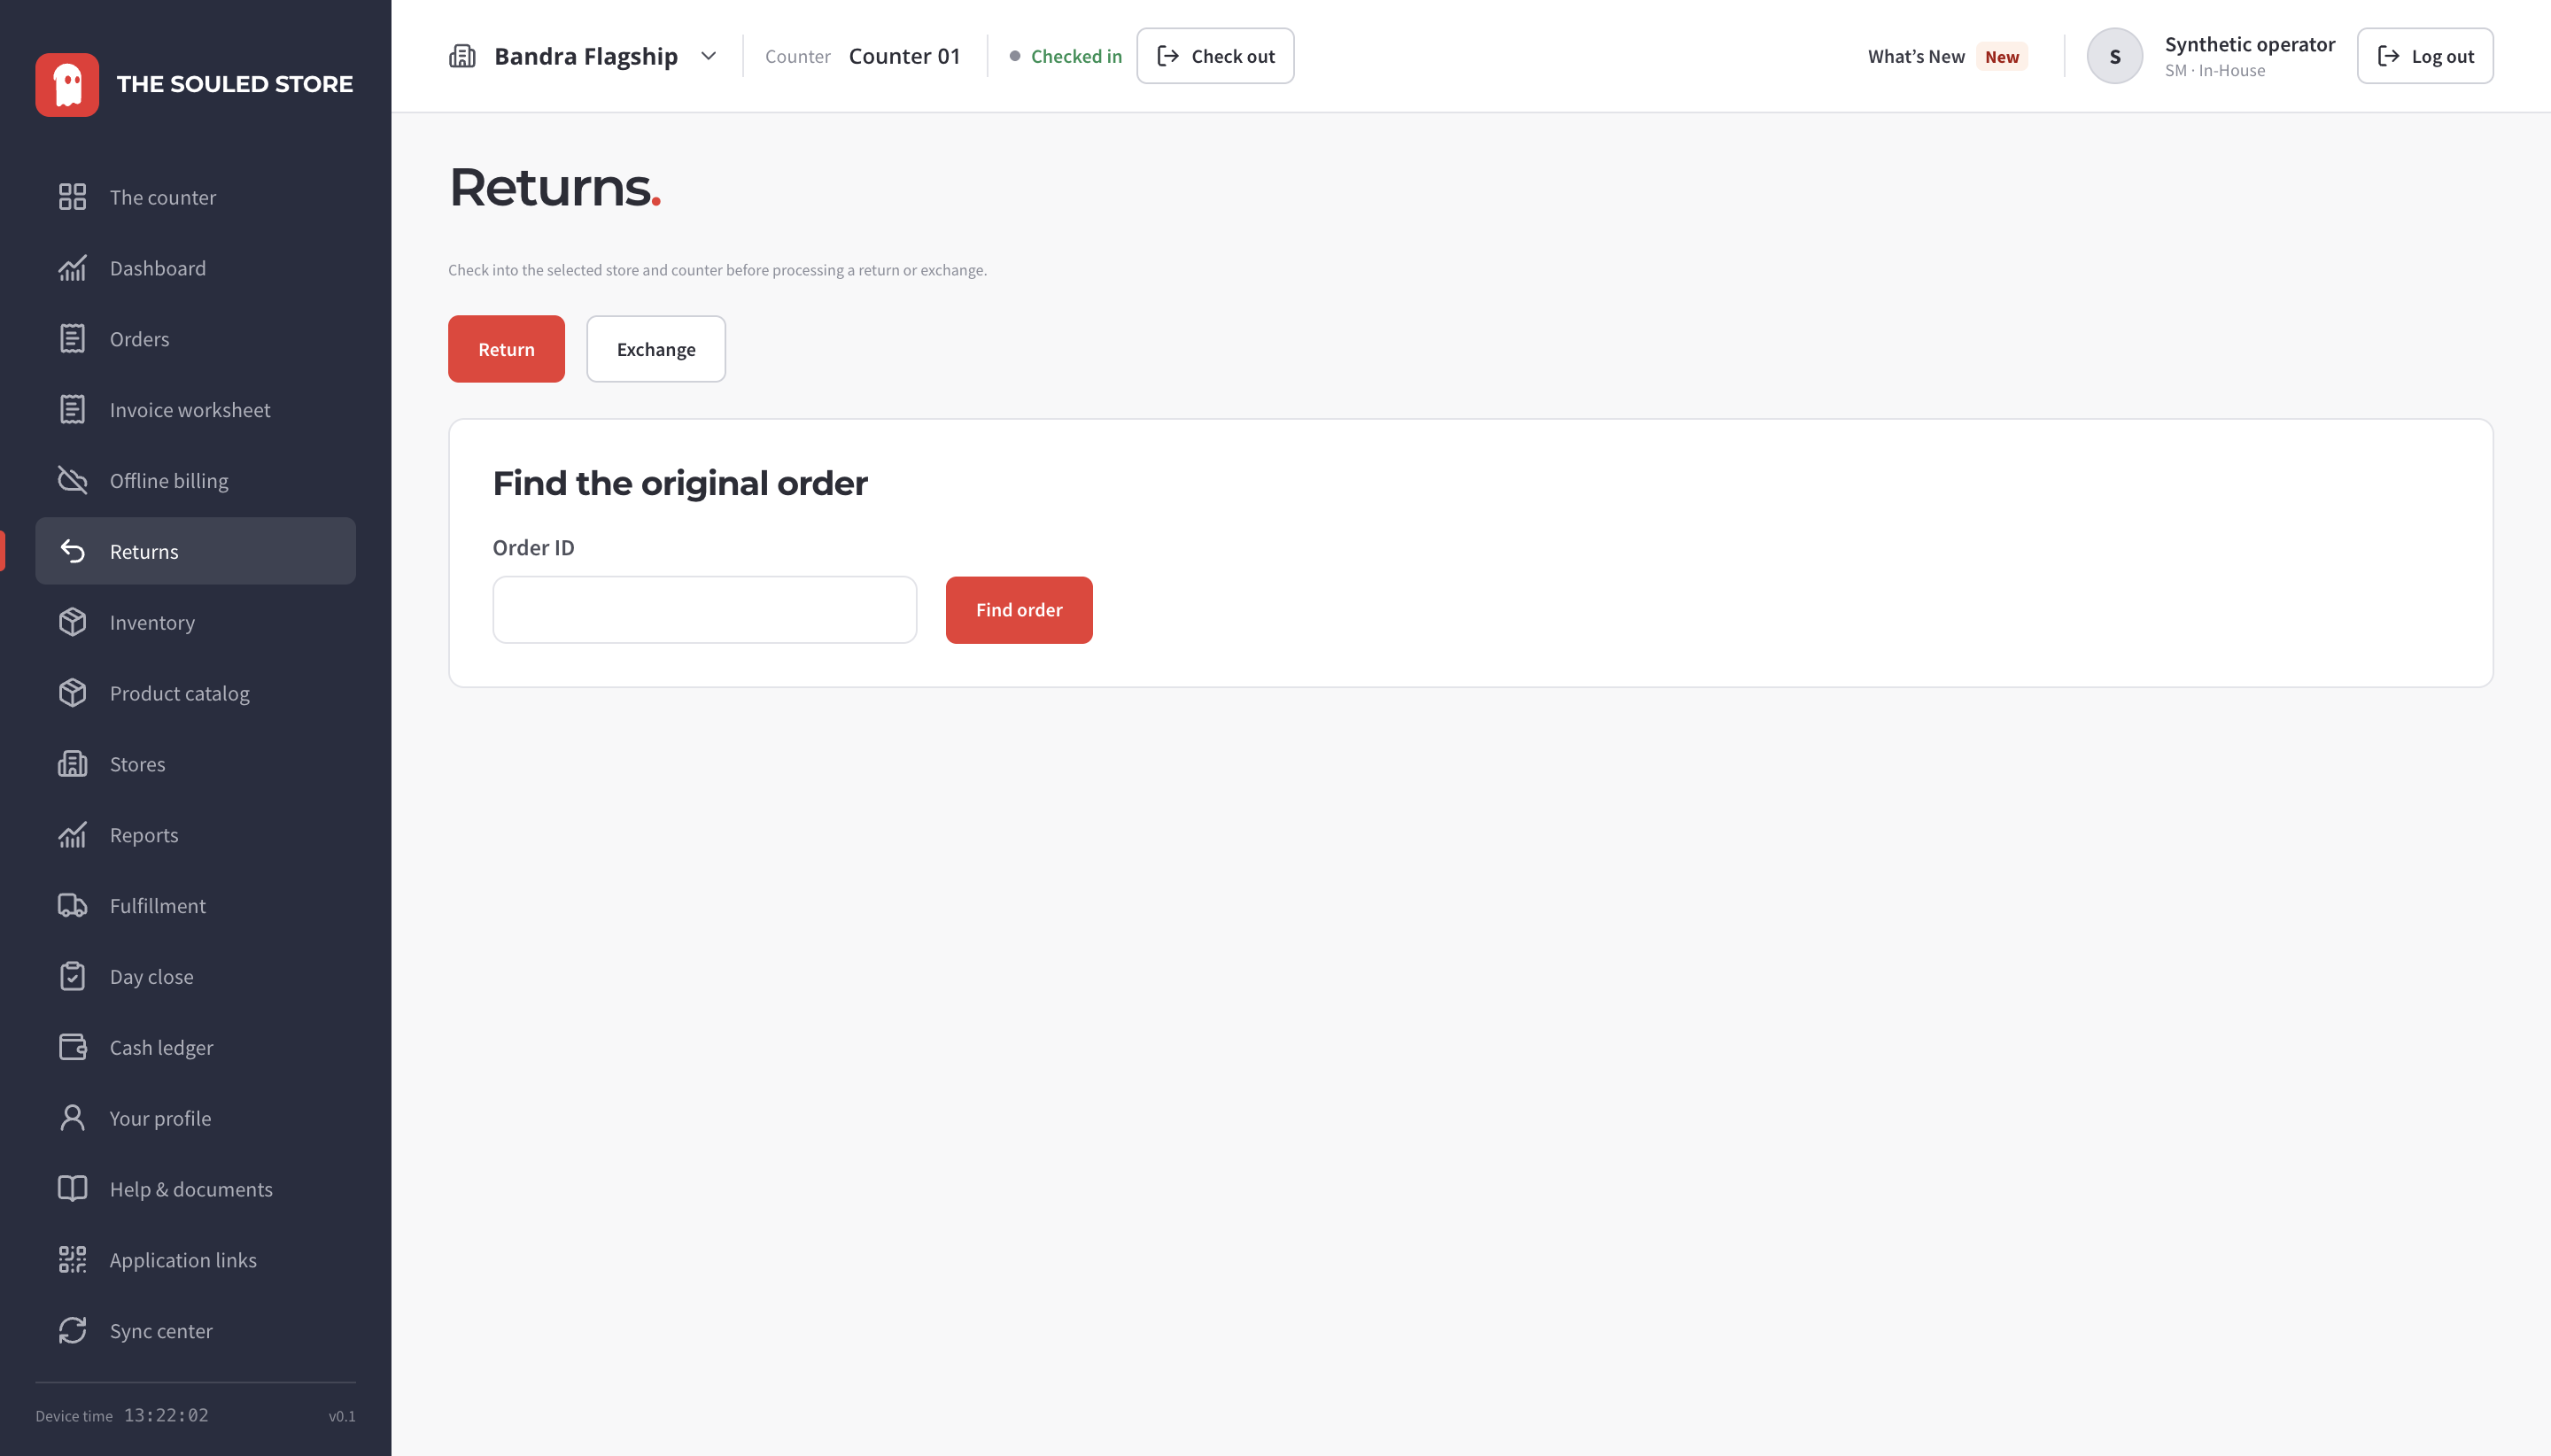 THE SOULED STORE
The counter
Dashboard
Orders
Invoice worksheet
Offline billing
Returns
Inventory
Product catalog
Stores
Reports
Fulfillment
Day close
Cash ledger
Your profile
Help & documents
Application links
Sync center
Device time 13:22:02 v0.1
Bandra Flagship Counter Counter 01 Checked in Check out What’s New New S Synthetic operator Log out
SM · In-House
Returns.
Check into the selected store and counter before processing a return or exchange.
Return Exchange
Find the original order
Order ID
Find order